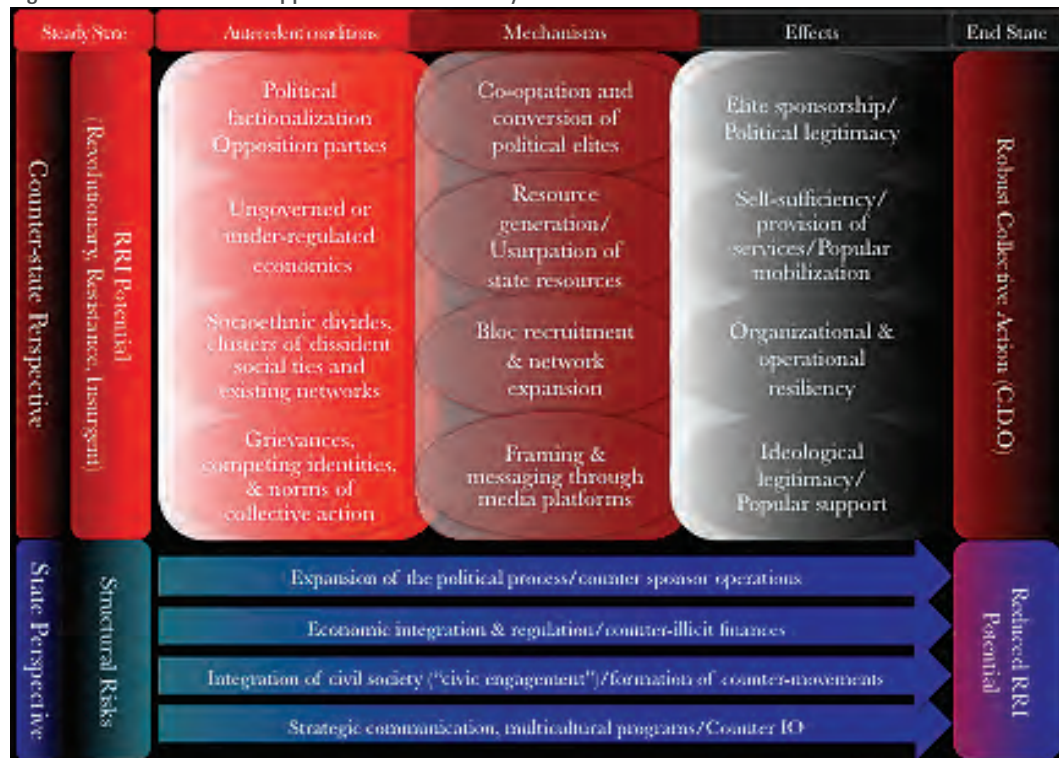 Steady State
Antecedent conditions
Mechanisms
Effects
End State
Counter-state Perspective
RRI Potential
(Revolutionary, Resistance, Insurgent)
Political
factionalization
Opposition parties
Ungoverned or
under-regulated
economics
Socioethnic divides,
clusters of dissident
social ties and
existing networks
Grievances,
competing identities,
& norms of
collective action
Co-optation and
conversion of
political elites
Resource
generation/
Usurpation of
state resources
Bloc recruitment
& network
expansion
Framing &
messaging through
media platforms
Elite sponsorship/
Political legitimacy
Self-sufficiency/
provision of
services/Popular
mobilization
Organizational &
operational
resiliency
Ideological
legitimacy/
Popular support
Robust Collective Action (C.D.O)
State Perspective
Structural Risks
Expansion of the political process/counter sponsor operations
Economic integration & regulation/counter-illicit finances
Integration of civil society ("civic engagement")/formation of counter-movements
Strategic communication, multicultural programs/Counter IO
Reduced RRI
Potential